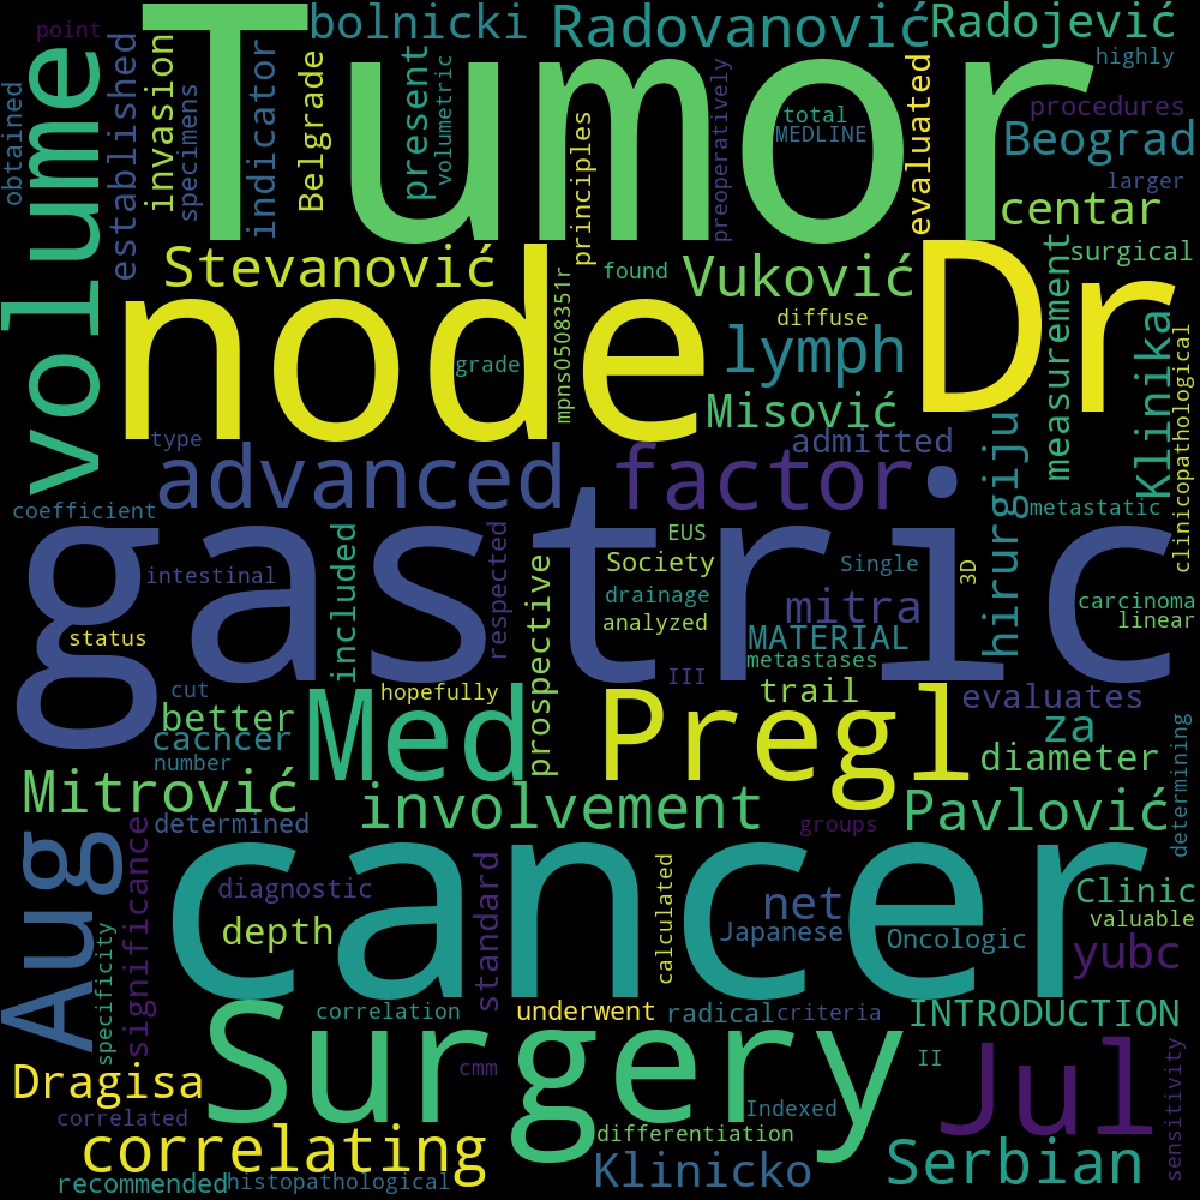 point
bolnicki
Radovanović
Radojević
Tumor
volume
obtained
established
invasion
specimens
indicator
Belgrade
present
volumetric
principles
preoperatively
total
MEDLINE
evaluated
highly
procedures
Beograd
larger
centar
surgical
Stevanović
found
Vuković
Dr
node
grade
mpns0508351r
diffuse
lymph
Misović
measurement
Klinika
clinicopathological
type
advanced
factor
admitted
hirurgiju
metastatic
coefficient
gastric
intestinal
status
included
respected
prospective
EUS
Society
drainage
analyzed
Single
3D
mitra
MATERIAL
metastases
carcinoma
linear
III
cut
hopefully
trail
evaluates
better
cachcer
number
Med
Pregl
za
diameter
determining
Mitrović
involvement
Pavlović
determined
groups
Aug
significance
specificity
cancer
diagnostic
depth
standard
calculated
net
Japanese
Oncologic
Clinic
valuable
yubc
correlation
underwent
radical
criteria
INTRODUCTION
Surgery
cmm
II
Jul
sensitivity
Dragisa
correlated
Indexed
correlating
differentiation
Klinicko
Serbian
recommended
histopathological